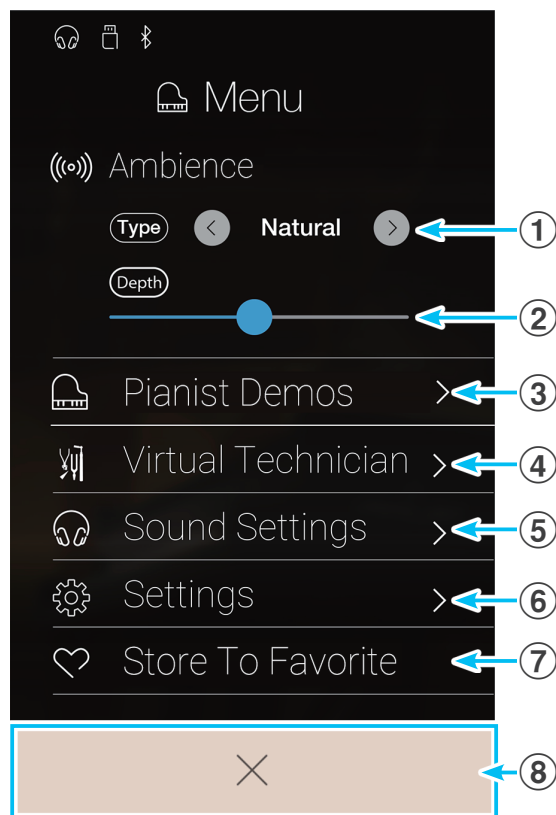 Menu
Ambience
Type Natural ①
Depth
②
Pianist Demos ③
Virtual Technician ④
Sound Settings ⑤
Settings ⑥
Store To Favorite ⑦
⑧